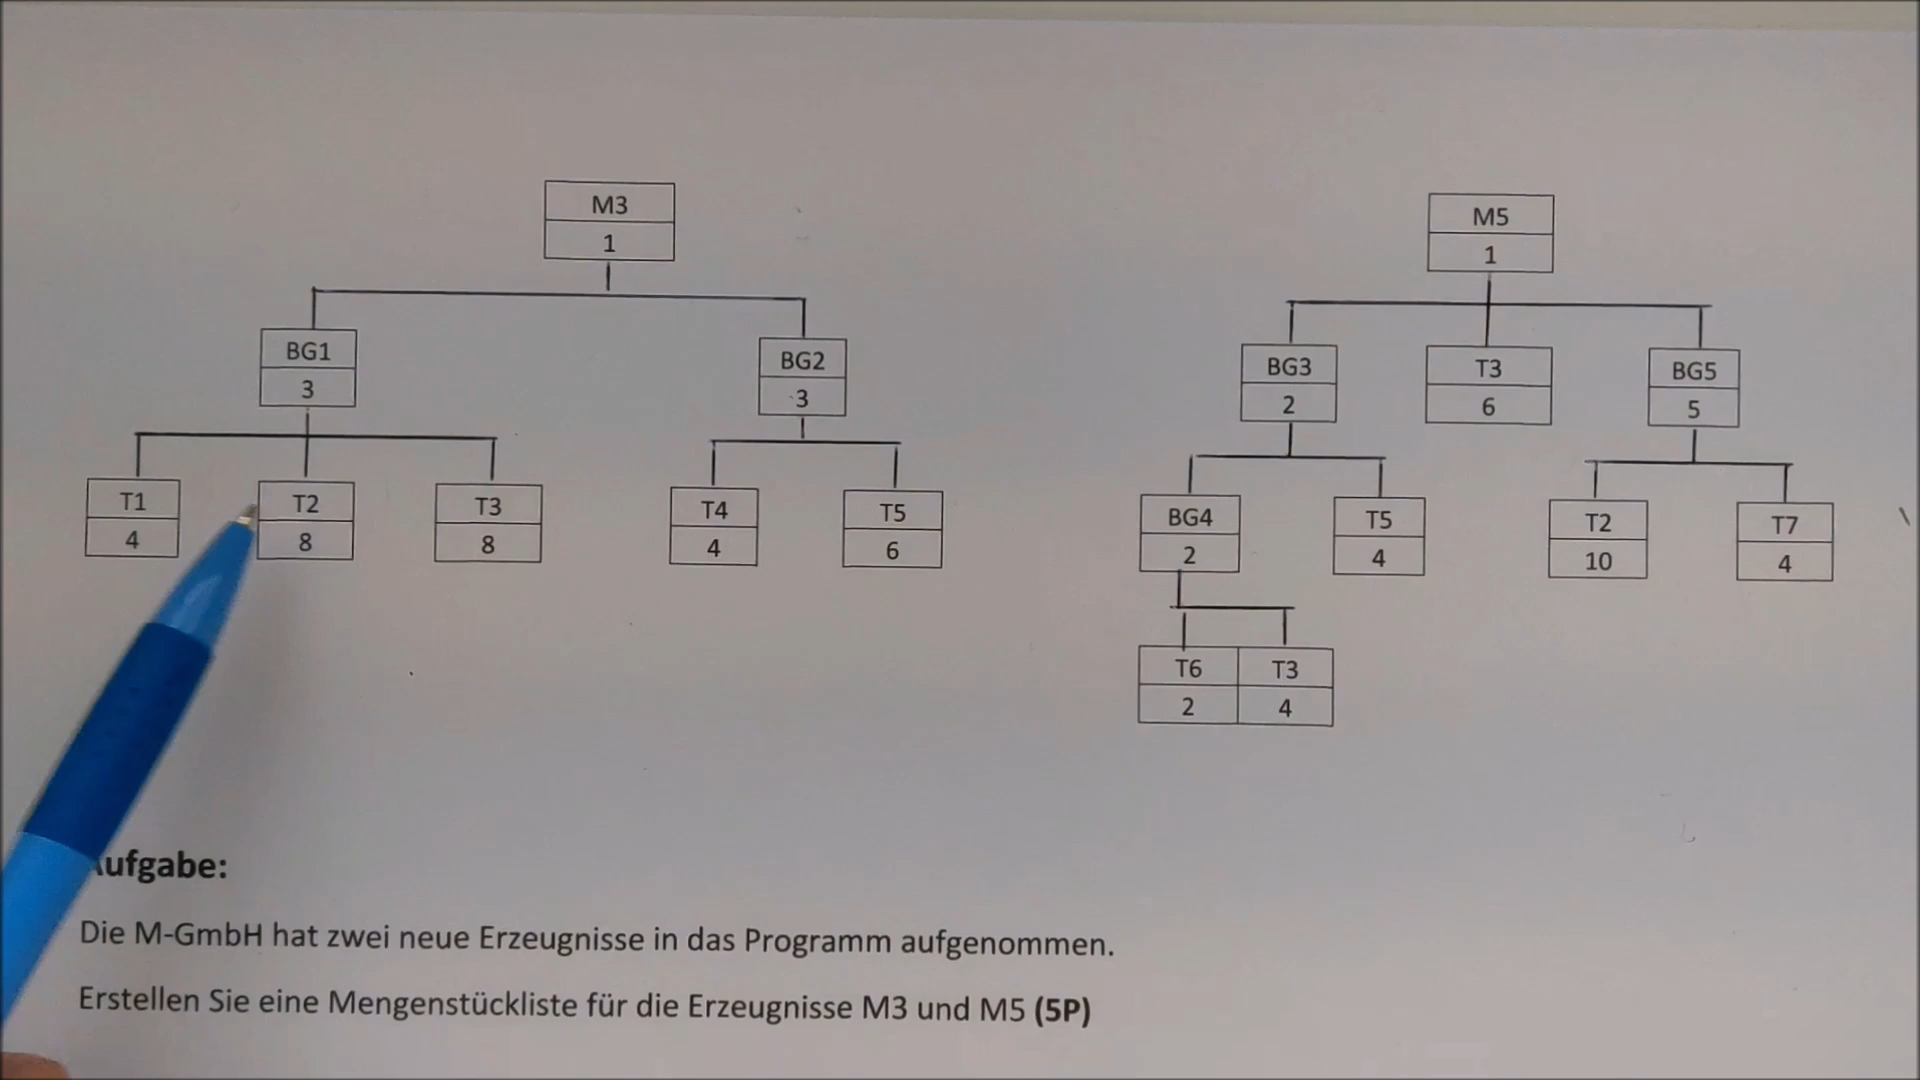 M3
1
M5
1
BG1
3
BG2
3
BG3
2
T3
6
BG5
5
T1
4
T2
8
T3
8
T4
4
T5
6
BG4
2
T5
4
T2
10
T7
4
T6
2
T3
4
ufgabe:
Die M-GmbH hat zwei neue Erzeugnisse in das Programm aufgenommen.
Erstellen Sie eine Mengenstückliste für die Erzeugnisse M3 und M5 (5P)